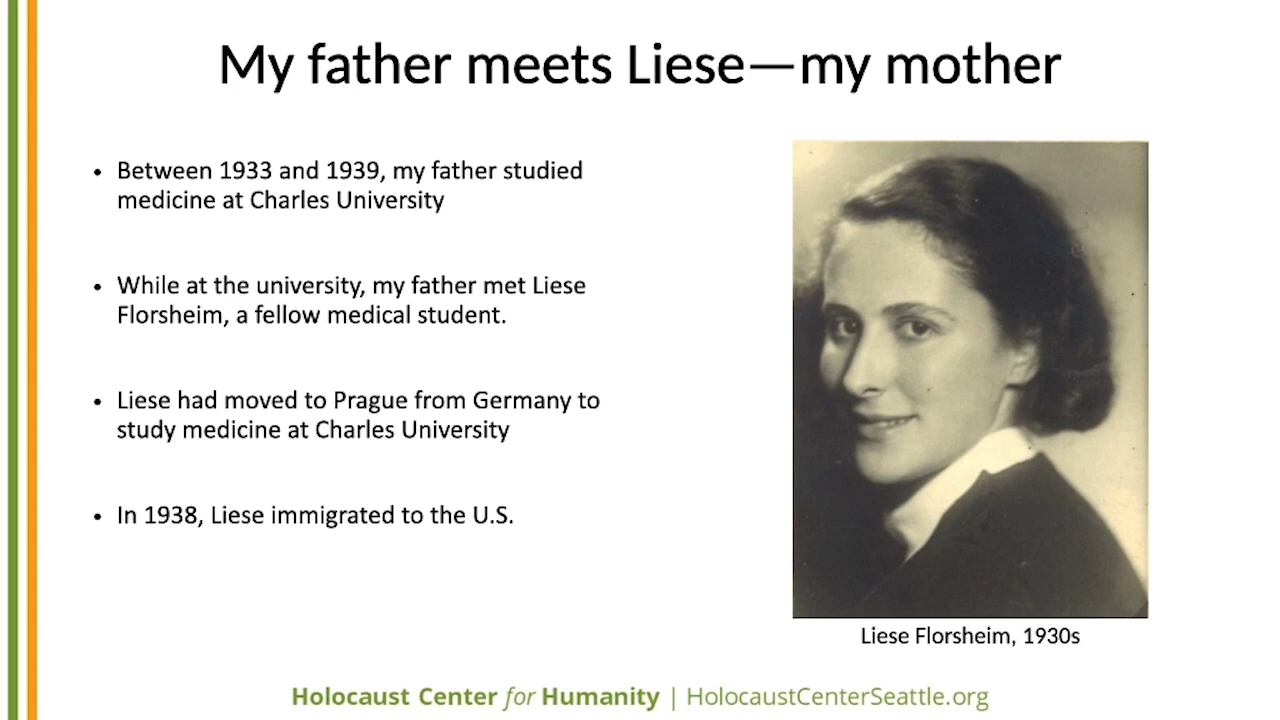 My father meets Liese—my mother
• Between 1933 and 1939, my father studied
medicine at Charles University
• While at the university, my father met Liese
Florsheim, a fellow medical student.
• Liese had moved to Prague from Germany to
study medicine at Charles University
• In 1938, Liese immigrated to the U.S.
Liese Florsheim, 1930s
Holocaust Center for Humanity | HolocaustCenterSeattle.org